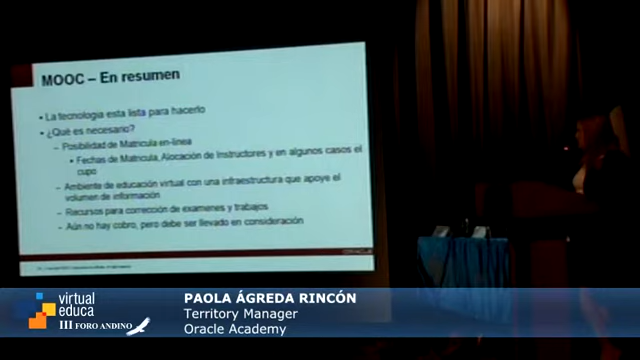 MOOC – En resumen
• La tecnología esta lista para hacerlo
• ¿Qué es necesario?
– Posibilidad de Matricula en-linea
• Fechas de Matricula, Alocación de Instructores y en algunos casos el
cupo
– Ambiente de educación virtual con una infraestructura que apoye el
volumen de información
– Recursos para corrección de examenes y trabajos
– Aún no hay cobro, pero debe ser llevado en consideración
ORACLE
virtual
educa
III FORO ANDINO
PAOLA ÁGREDA RINCÓN
Territory Manager
Oracle Academy